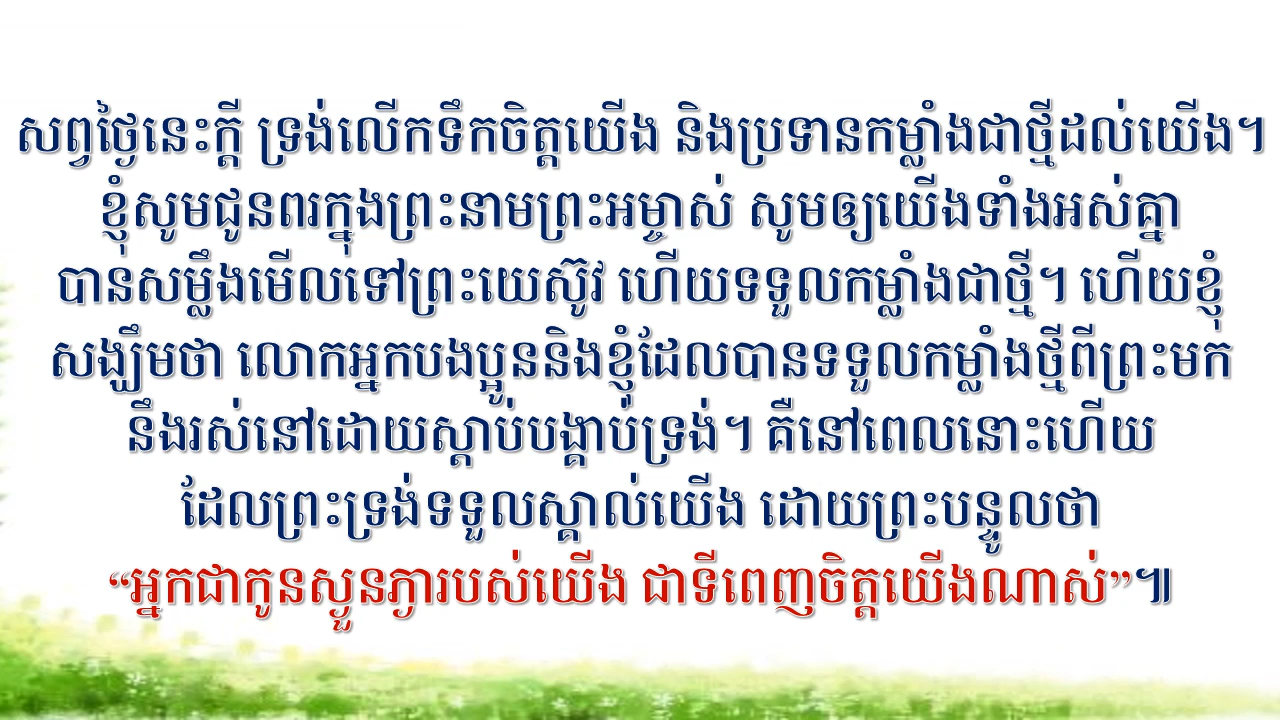 សព្វថ្ងៃនេះក្តី ទ្រង់លើកទឹកចិត្តយើង និងប្រទានកម្លាំងជាថ្មីដល់យើង។
ខ្ញុំសូមជូនពរក្នុងព្រះនាមព្រះអម្ចាស់ សូមឲ្យយើងទាំងអស់គ្នា
បានសម្លឹងមើលទៅព្រះយេស៊ូវ ហើយទទួលកម្លាំងជាថ្មី។ ហើយខ្ញុំ
សង្ឃឹមថា លោកអ្នកបងប្អូននិងខ្ញុំដែលបានទទួលកម្លាំងថ្មីពីព្រះមក
នឹងរស់នៅដោយស្តាប់បង្គាប់ទ្រង់។ គឺនៅពេលនោះហើយ
ដែលព្រះទ្រង់ទទួលស្គាល់យើង ដោយព្រះបន្ទូលថា
“អ្នកជាកូនស្ងួនភ្ងារបស់យើង ជាទីពេញចិត្តយើងណាស់”៕